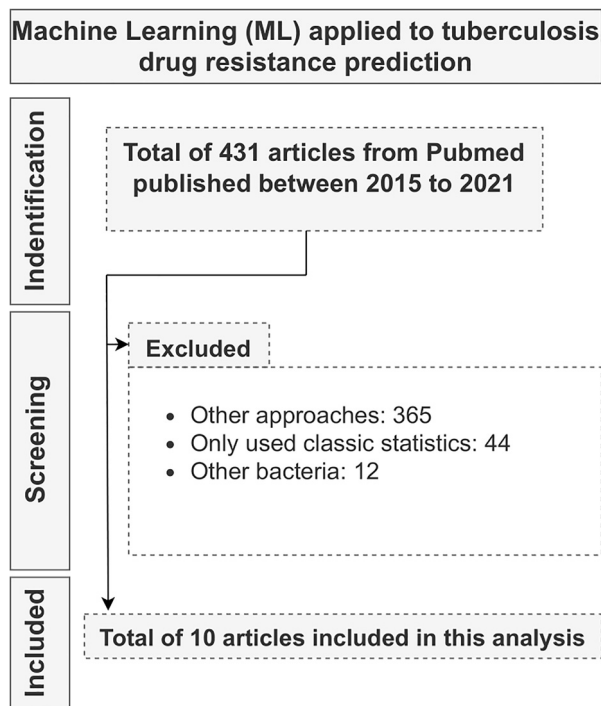 Machine Learning (ML) applied to tuberculosis
drug resistance prediction
Indentification
Total of 431 articles from Pubmed
published between 2015 to 2021
Screening
Excluded
• Other approaches: 365
• Only used classic statistics: 44
• Other bacteria: 12
Included
Total of 10 articles included in this analysis